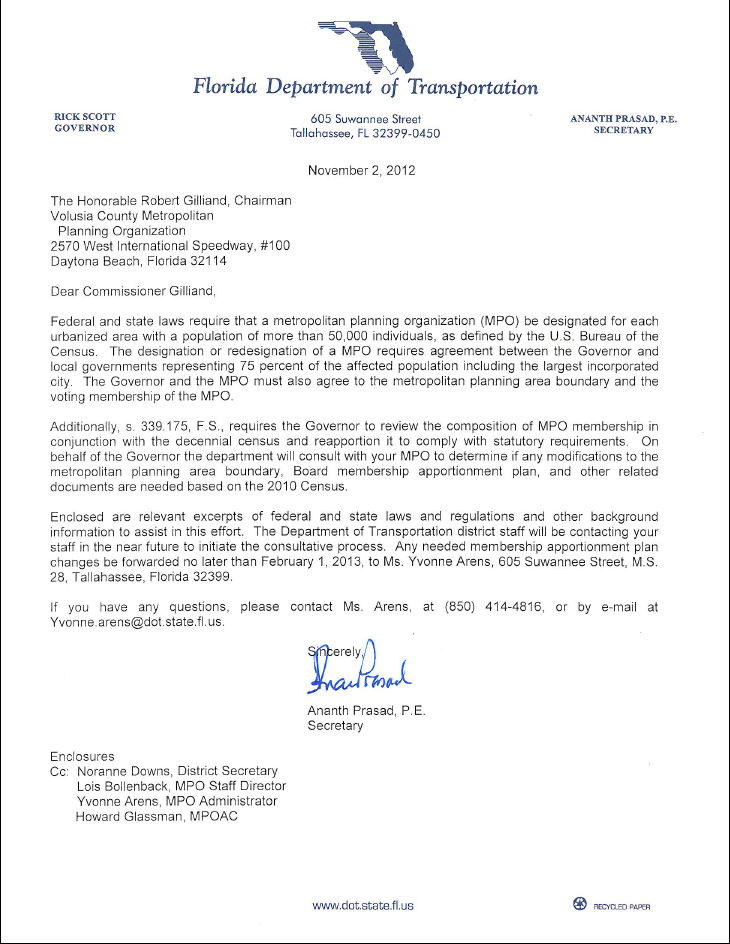 Florida Department of Transportation
RICK SCOTT
GOVERNOR
605 Suwannee Street
Tallahassee, FL 32399-0450
ANANTH PRASAD, P.E.
SECRETARY
November 2, 2012
The Honorable Robert Gilliand, Chairman
Volusia County Metropolitan
Planning Organization
2570 West International Speedway, #100
Daytona Beach, Florida 32114
Dear Commissioner Gilliand,
Federal and state laws require that a metropolitan planning organization (MPO) be designated for each
urbanized area with a population of more than 50,000 individuals, as defined by the U.S. Bureau of the
Census. The designation or redesignation of a MPO requires agreement between the Governor and
local governments representing 75 percent of the affected population including the largest incorporated
city. The Governor and the MPO must also agree to the metropolitan planning area boundary and the
voting membership of the MPO.
Additionally, s. 339.175, F.S., requires the Governor to review the composition of MPO membership in
conjunction with the decennial census and reapportion it to comply with statutory requirements. On
behalf of the Governor the department will consult with your MPO to determine if any modifications to the
metropolitan planning area boundary, Board membership apportionment plan, and other related
documents are needed based on the 2010 Census.
Enclosed are relevant excerpts of federal and state laws and regulations and other background
information to assist in this effort. The Department of Transportation district staff will be contacting your
staff in the near future to initiate the consultative process. Any needed membership apportionment plan
changes be forwarded no later than February 1, 2013, to Ms. Yvonne Arens, 605 Suwannee Street, M.S.
28, Tallahassee, Florida 32399.
If you have any questions, please contact Ms. Arens, at (850) 414-4816, or by e-mail at
Yvonne.arens@dot.state.fl.us.
Sincerely,
Ananth Prasad, P.E.
Secretary
Enclosures
Cc: Noranne Downs, District Secretary
Lois Bollenback, MPO Staff Director
Yvonne Arens, MPO Administrator
Howard Glassman, MPOAC
www.dot.state.fl.us
RECYCLED PAPER